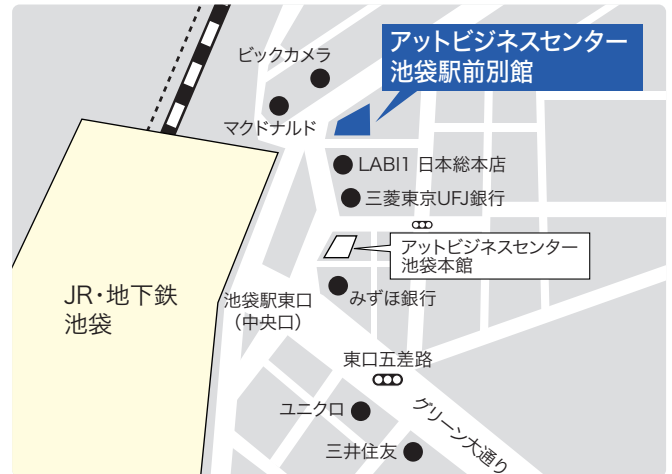 アットビジネスセンター
池袋駅前別館
ビックカメラ
マクドナルド
LABI1 日本総本店
三菱東京UFJ銀行
アットビジネスセンター
池袋本館
JR・地下鉄
池袋
池袋駅東口
（中央口）
みずほ銀行
東口五差路
ユニクロ
グリーン大通り
三井住友